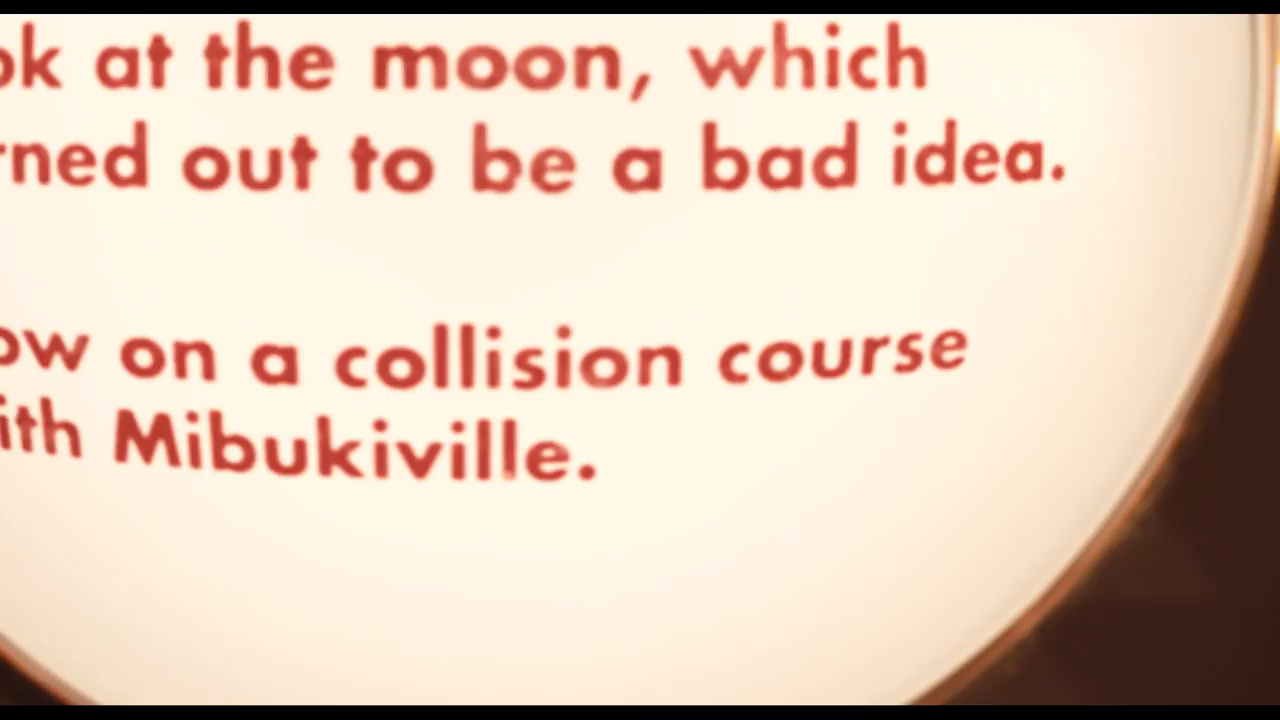 ok at the moon, which
rned out to be a bad idea.
ow on a collision course
ith Mibukiville.